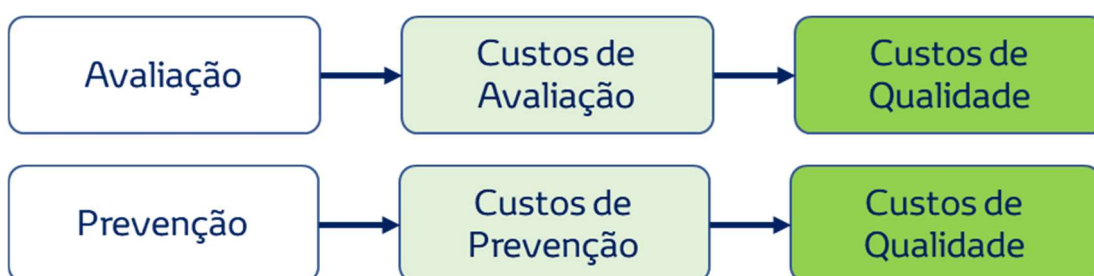 Avaliação
Custos de
Avaliação
Custos de
Qualidade
Prevenção
Custos de
Prevenção
Custos de
Qualidade